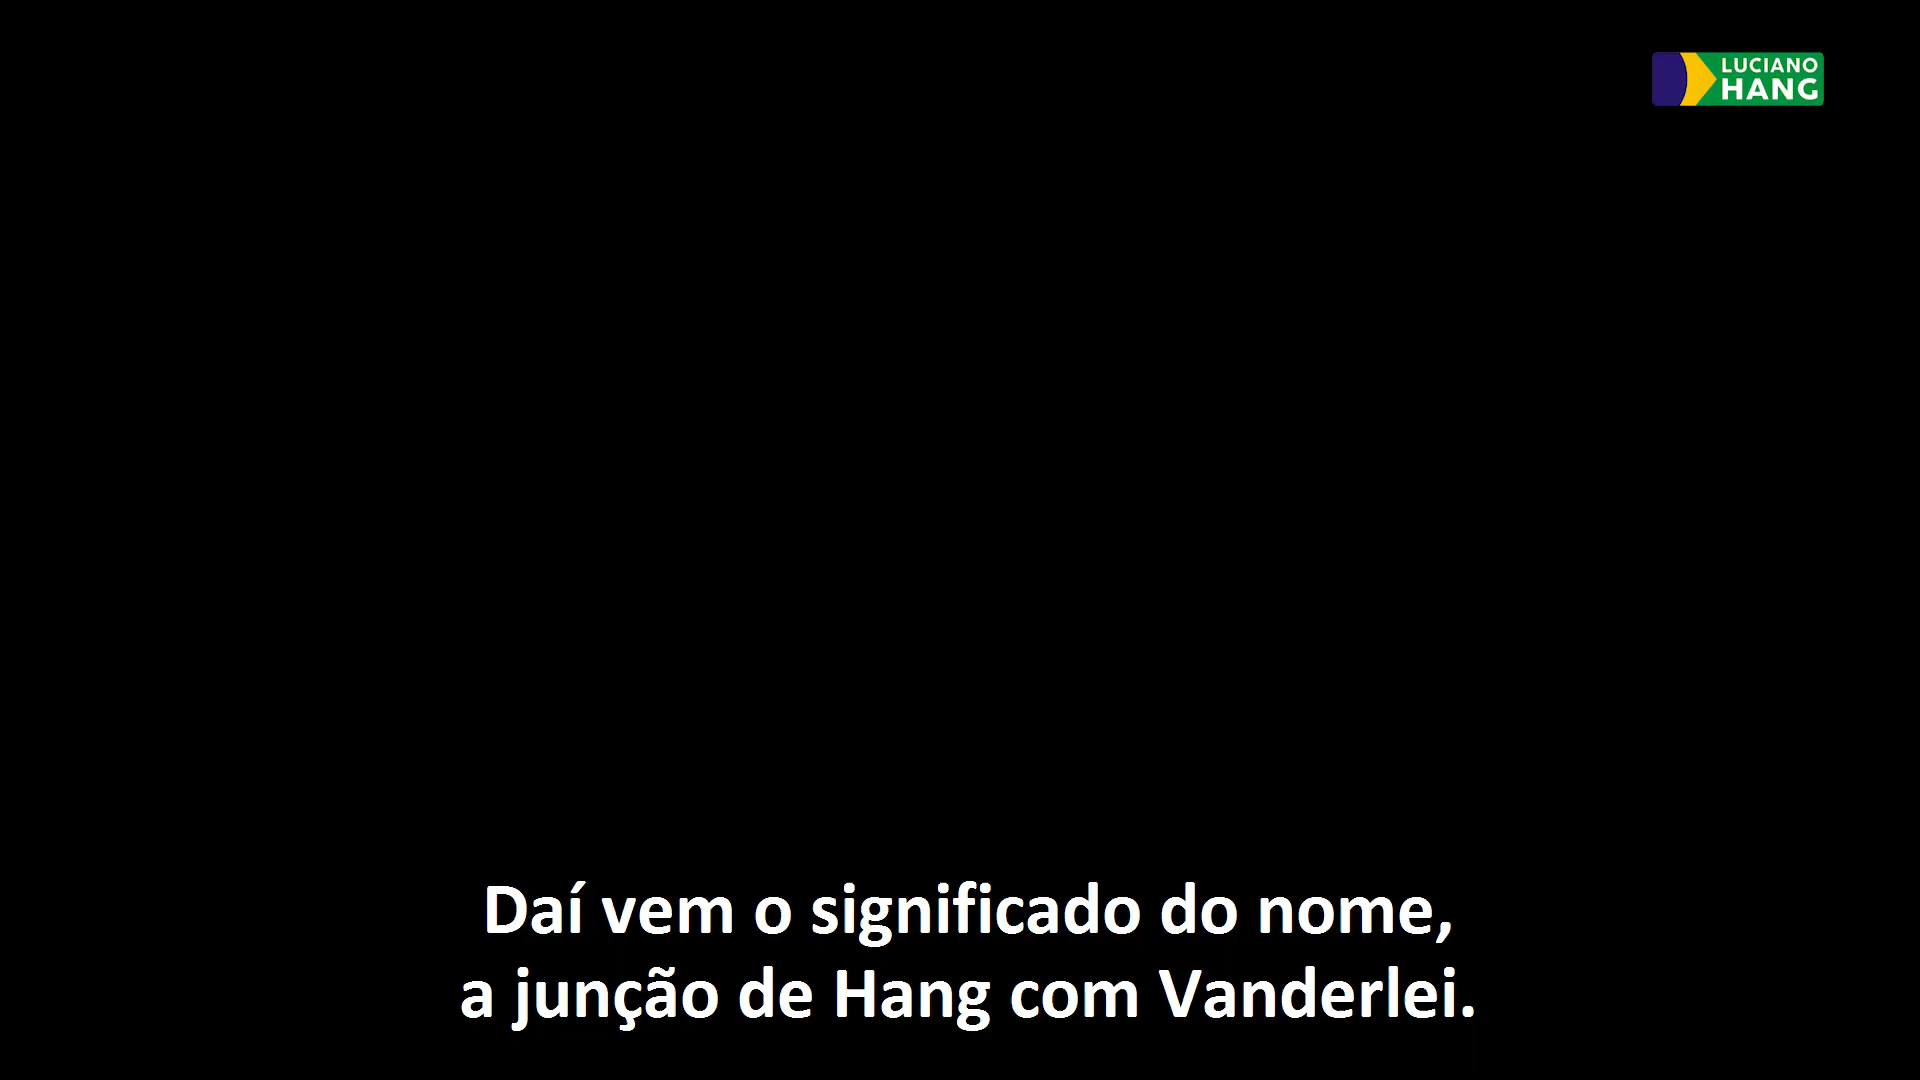 LUCIANO
HANG
Daí vem o significado do nome,
a junção de Hang com Vanderlei.